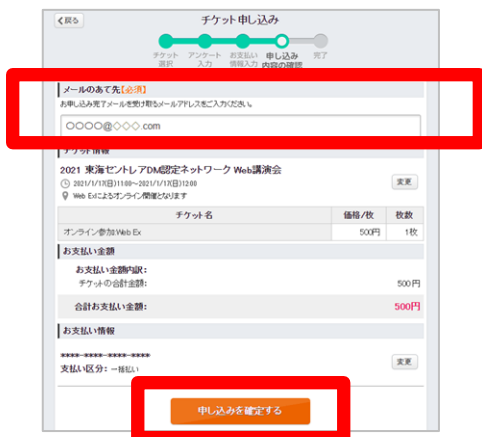 く戻る
チケット申し込み
チケット選択
アンケート入力
お支払い情報入力
申し込み内容の確認
完了
メールのあて先【必須】
お申し込み完了メールを受け取るメールアドレスをご入力ください。
○○○○@◇◇◇.com
チケット情報
2021 東海セントレアDM認定ネットワーク Web講演会
2021/1/17(日)11:00～2021/1/17(日)12:00
Web Exによるオンライン開催となります
変更
チケット名 価格/枚 枚数
オンライン参加:Web Ex 500円 1枚
お支払い金額
お支払い金額内訳：
チケットの合計金額： 500円
合計お支払い金額： 500円
お支払い情報
****-****-****-****
支払い区分：一括払い
変更
申し込みを確定する